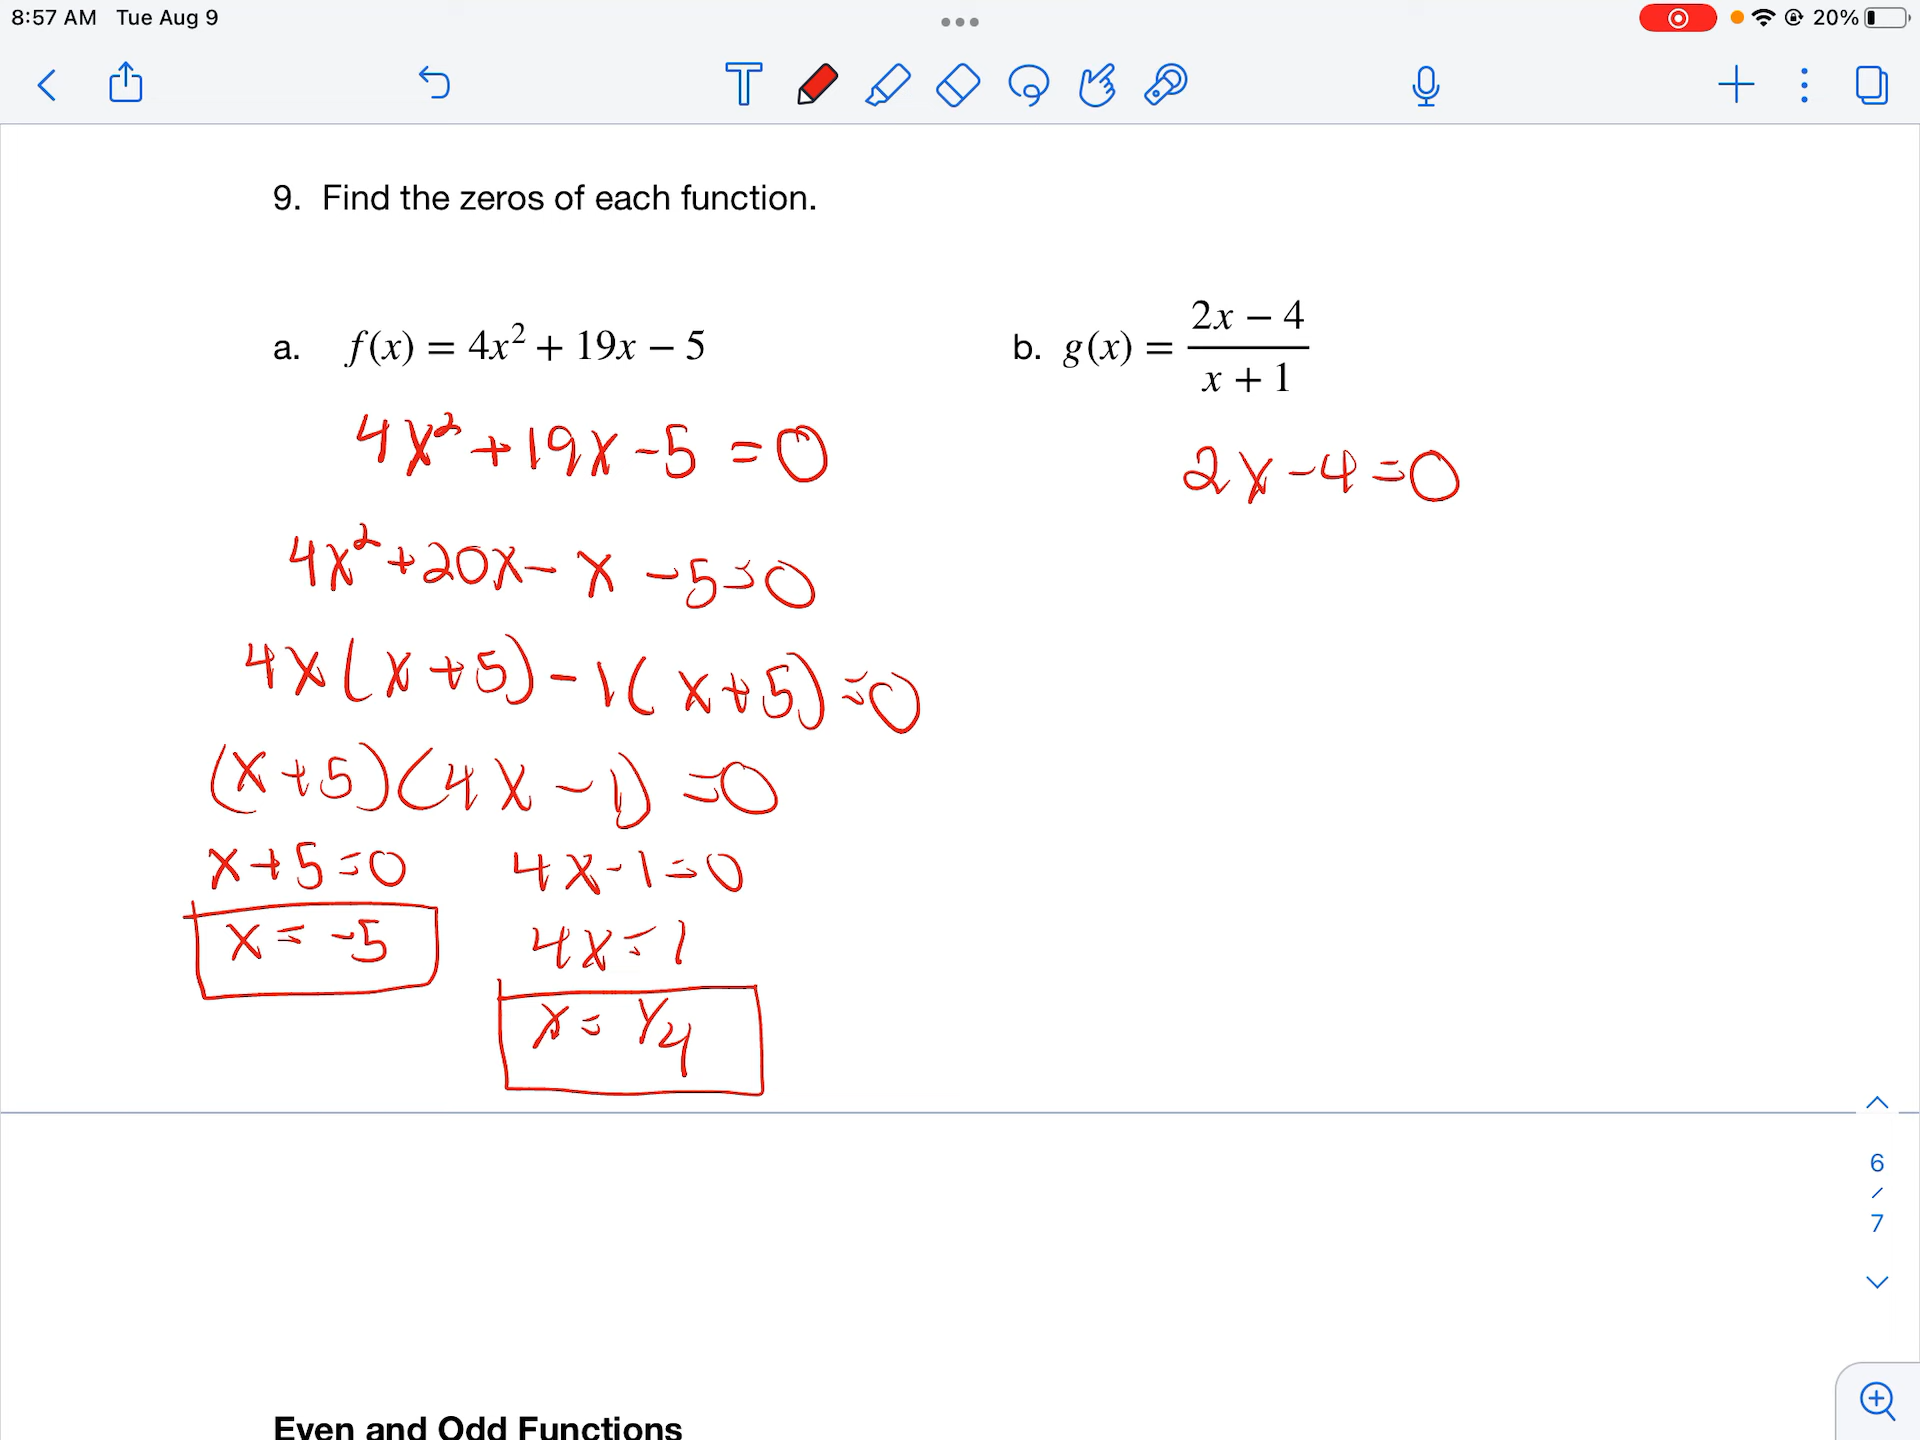 8:57 AM Tue Aug 9
20%
T
9. Find the zeros of each function.
a. f(x) = 4x² + 19x − 5
4x² + 19x - 5 = 0
4x² + 20x - x - 5 = 0
4x(x+5) - 1(x+5) = 0
(x+5)(4x-1) = 0
x+5=0 4x-1=0
x = -5 4x=1
x = 1/4
b. g(x) = (2x − 4)/(x + 1)
2x-4=0
6
/
7
Even and Odd Functions